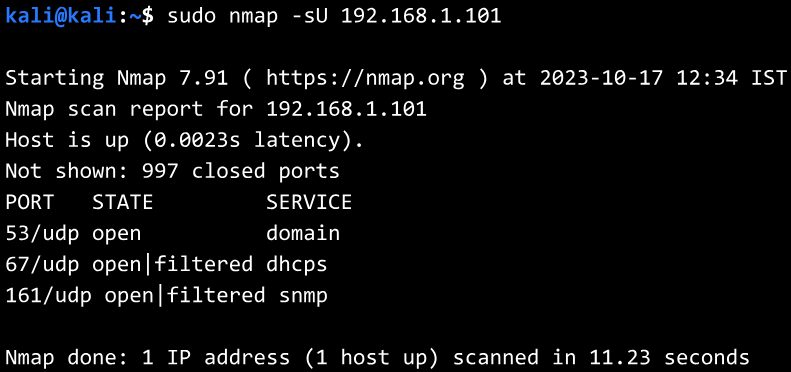 kali@kali:~$ sudo nmap -sU 192.168.1.101
Starting Nmap 7.91 ( https://nmap.org ) at 2023-10-17 12:34 IST
Nmap scan report for 192.168.1.101
Host is up (0.0023s latency).
Not shown: 997 closed ports
PORT   STATE         SERVICE
53/udp open          domain
67/udp open|filtered dhcps
161/udp open|filtered snmp
Nmap done: 1 IP address (1 host up) scanned in 11.23 seconds